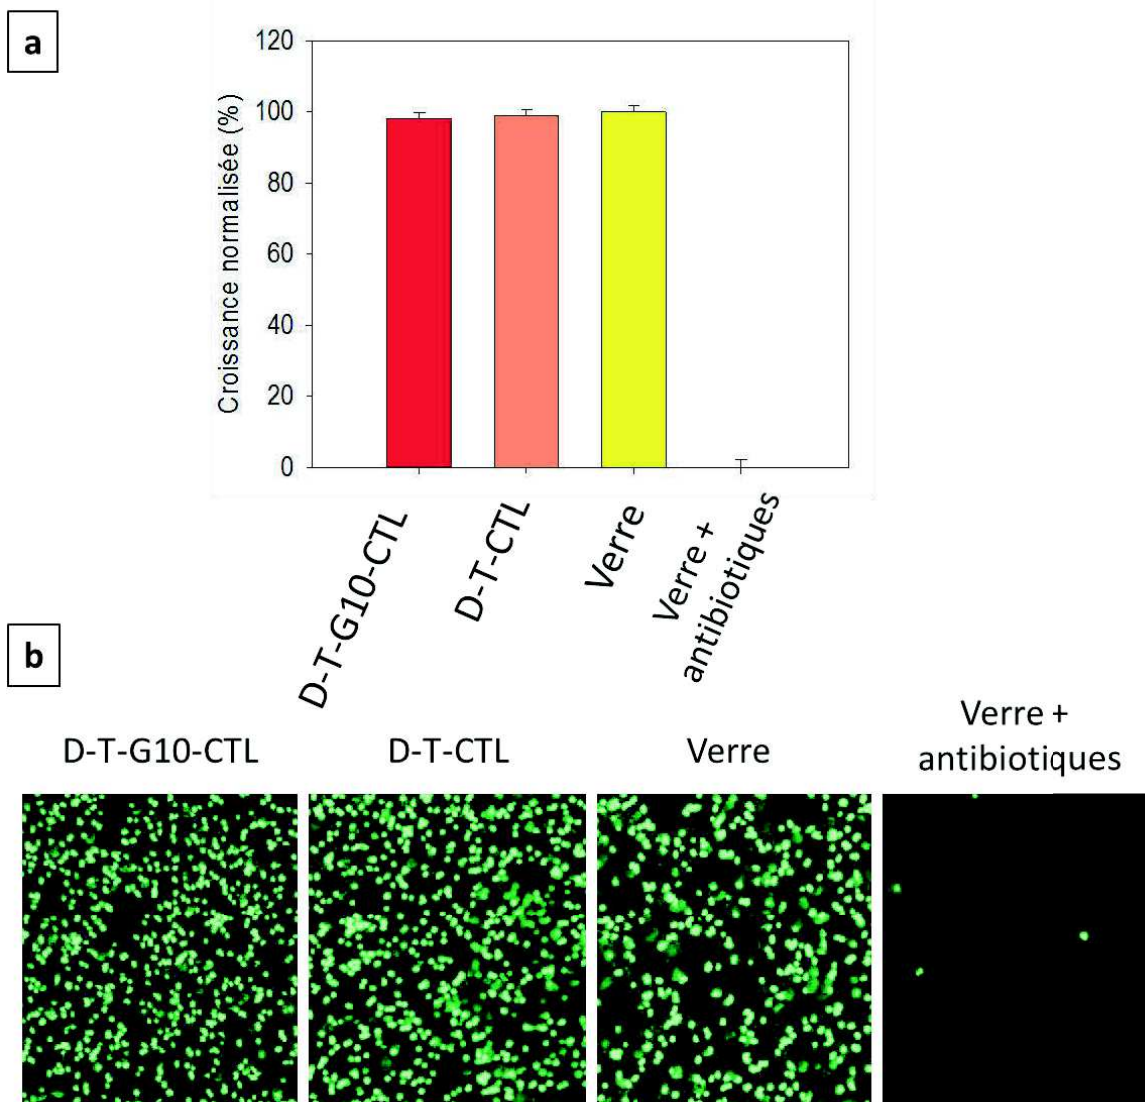 a
120
100
80
60
40
20
0
Croissance normalisée (%)
D-T-G10-CTL
D-T-CTL
Verre
Verre +
antibiotiques
b
D-T-G10-CTL
D-T-CTL
Verre
Verre +
antibiotiques